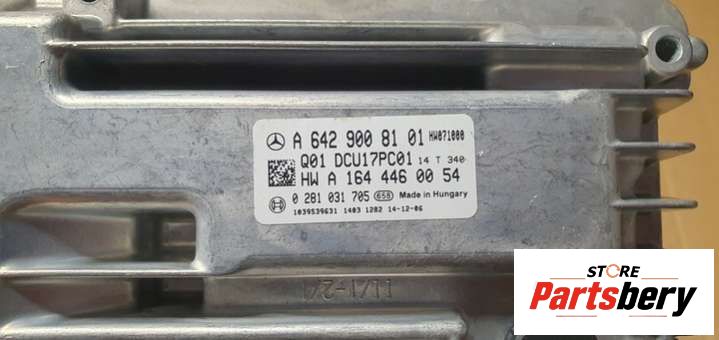 A 642 900 81 01 HW071000
Q01 DCU17PC01 14 T 340
HW A 164 446 00 54
0 281 031 705 658 Made in Hungary
1039S39631 1403 1282 14-12-06
STORE
Partsbery